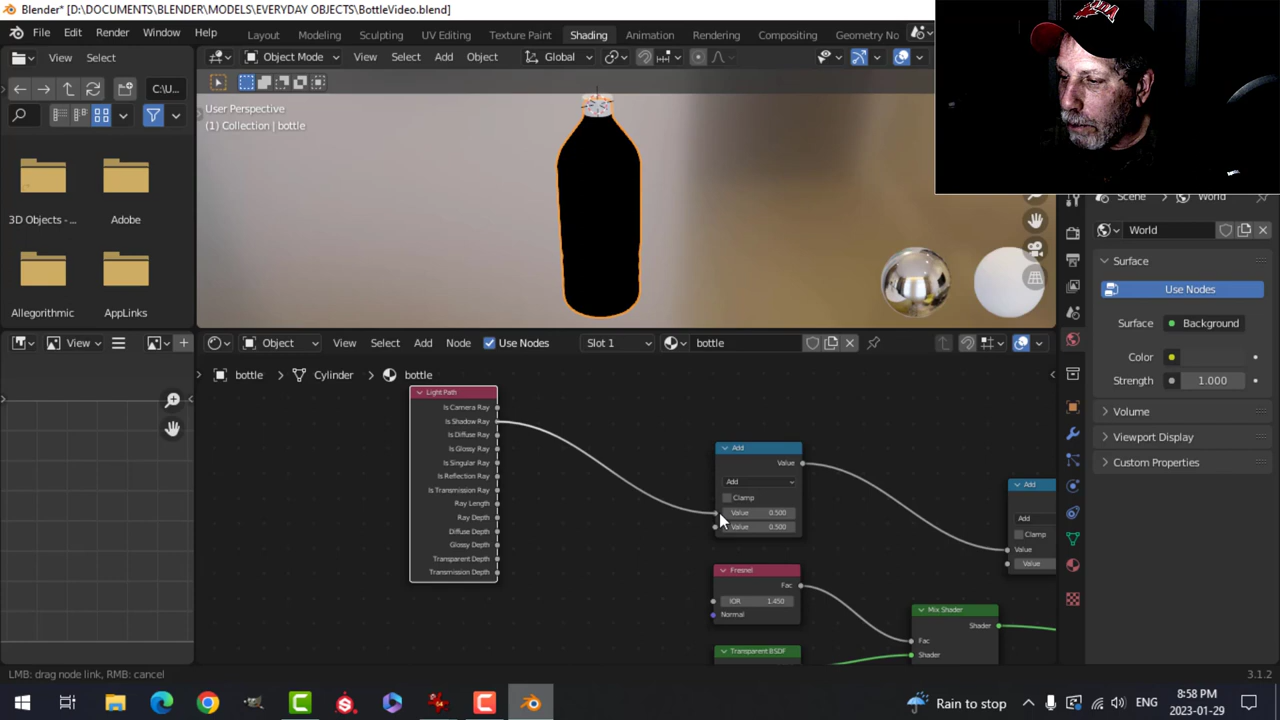 Blender* [D:\DOCUMENTS\BLENDER\MODELS\EVERYDAY OBJECTS\BottleVideo.blend]
File Edit Render Window Help Layout Modeling Sculpting UV Editing Texture Paint Shading Animation Rendering Compositing Geometry No
View Select Object Mode View Select Add Object Global
C:\U...
User Perspective
(1) Collection | bottle
3D Objects - ... Adobe
Allegorithmic AppLinks
Scene World
World
Surface
Use Nodes
Surface Background
Color
Strength 1.000
Volume
Viewport Display
Custom Properties
View Object View Select Add Node Use Nodes Slot 1 bottle
bottle Cylinder bottle
Light Path
Is Camera Ray
Is Shadow Ray
Is Diffuse Ray
Is Glossy Ray
Is Singular Ray
Is Reflection Ray
Is Transmission Ray
Ray Length
Ray Depth
Diffuse Depth
Glossy Depth
Transparent Depth
Transmission Depth
Add
Value
Add
Clamp
Value 0.500
Value 0.500
Fresnel
Fac
IOR 1.450
Normal
Transparent BSDF
Mix Shader
Shader
Fac
Shader
Add
Add
Clamp
Value
Value
LMB: drag node link, RMB: cancel 3.1.2
Rain to stop ENG 8:58 PM
2023-01-29